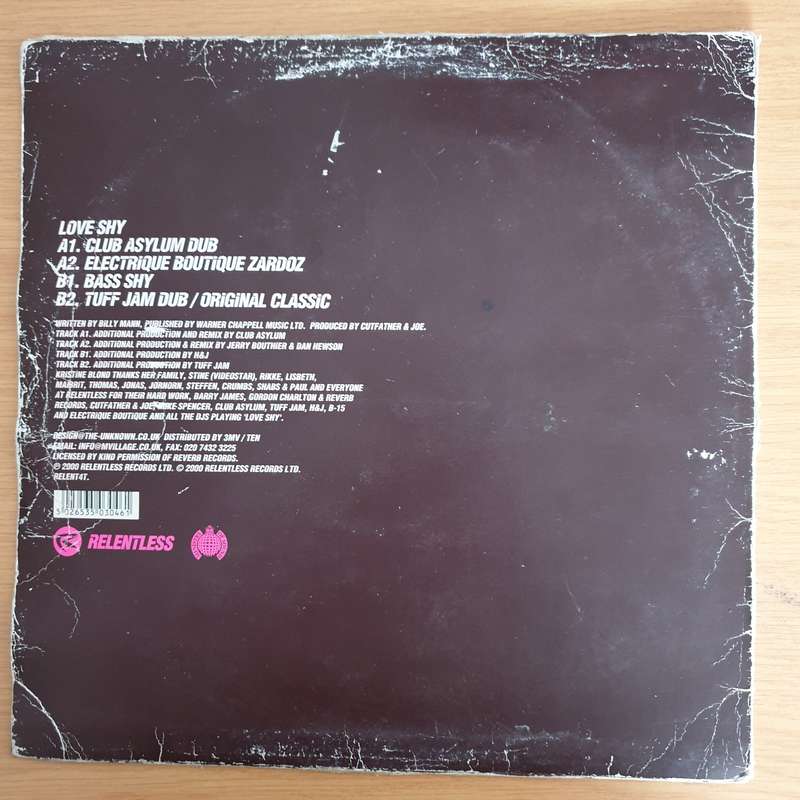 LOVE SHY
A1. CLUB ASYLUM DUB
A2. ELECTRiQUE BOUTiQUE ZARDOZ
B1. BASS SHY
B2. TUFF JAM DUB / ORiGiNAL CLASSiC
WRITTEN BY BILLY MANN, PUBLISHED BY WARNER CHAPPELL MUSIC LTD. PRODUCED BY CUTFATHER & JOE.
TRACK A1. ADDITIONAL PRODUCTION AND REMIX BY CLUB ASYLUM
TRACK A2. ADDITIONAL PRODUCTION & REMIX BY JERRY BOUTHIER & DAN HEWSON
TRACK B1. ADDITIONAL PRODUCTION BY H&J
TRACK B2. ADDITIONAL PRODUCTION BY TUFF JAM
KRISTINE BLOND THANKS HER FAMILY, STINE (VIDEOSTAR), RIKKE, LISBETH,
MARRIT, THOMAS, JONAS, JORNORN, STEFFEN, CRUMBS, SHABS & PAUL AND EVERYONE
AT RELENTLESS FOR THEIR HARD WORK, BARRY JAMES, GORDON CHARLTON & REVERB
RECORDS, CUTFATHER & JOE, MIKE SPENCER, CLUB ASYLUM, TUFF JAM, H&J, B-15
AND ELECTRIQUE BOUTIQUE AND ALL THE DJS PLAYING 'LOVE SHY'.
DESIGN@THE-UNKNOWN.CO.UK DISTRIBUTED BY 3MV / TEN
EMAIL: INFO@MVILLAGE.CO.UK, FAX: 020 7432 3225
LICENSED BY KIND PERMISSION OF REVERB RECORDS.
℗ 2000 RELENTLESS RECORDS LTD. © 2000 RELENTLESS RECORDS LTD.
RELENT4T.
5 026535 030461
RELENTLESS